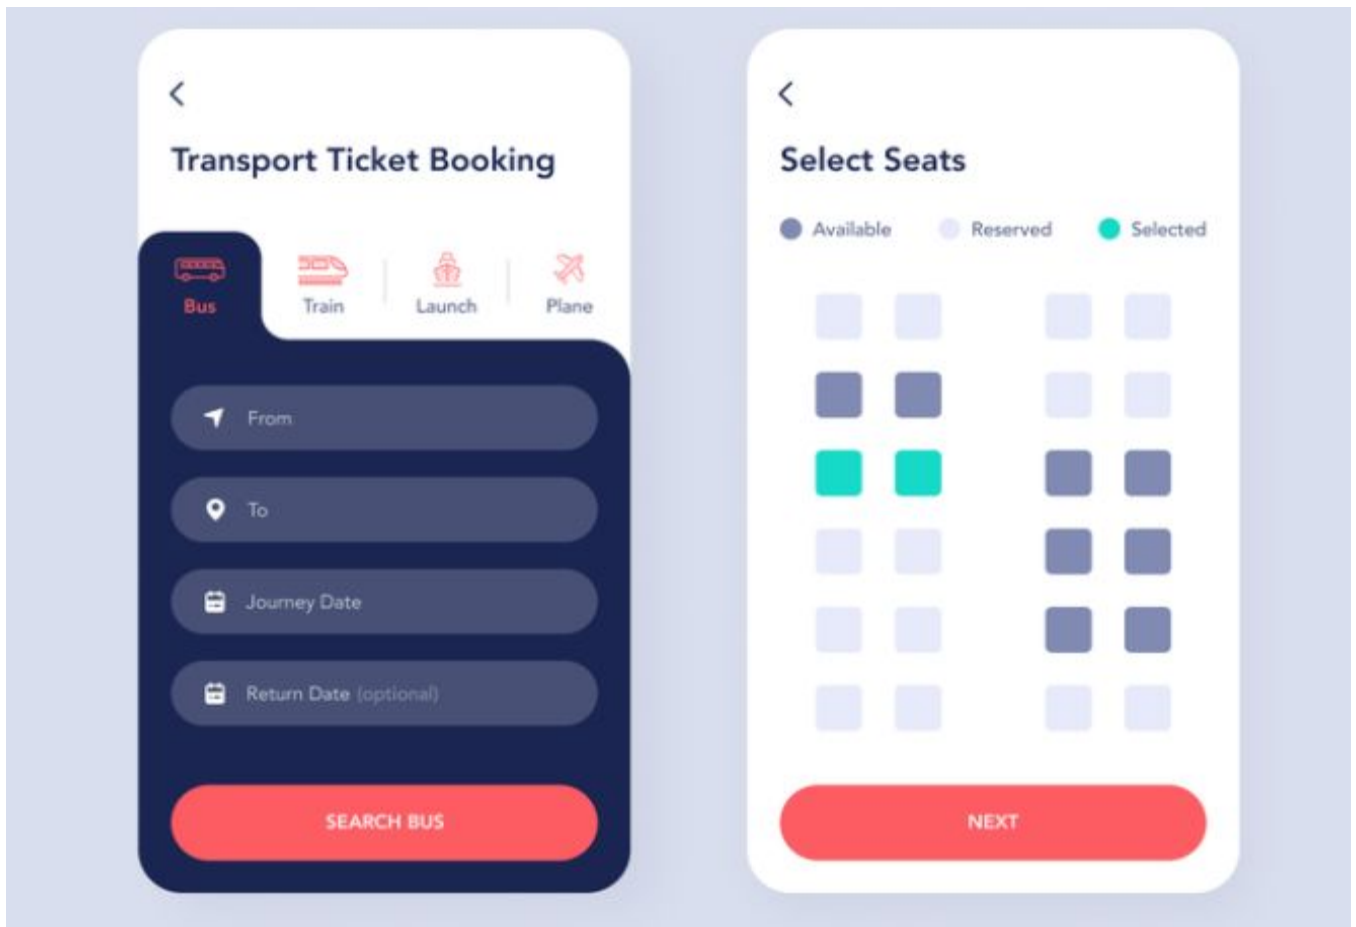 Transport Ticket Booking
Bus
Train
Launch
Plane
From
To
Journey Date
Return Date (optional)
SEARCH BUS
Select Seats
Available
Reserved
Selected
NEXT